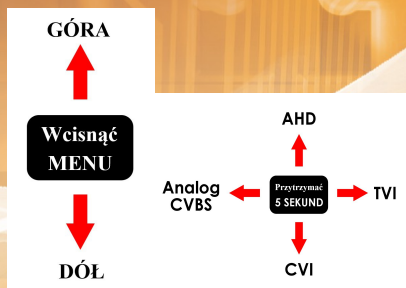 GÓRA
Wcisnąć
MENU
DÓŁ
AHD
Analog
CVBS
Przytrzymać
5 SEKUND
TVI
CVI